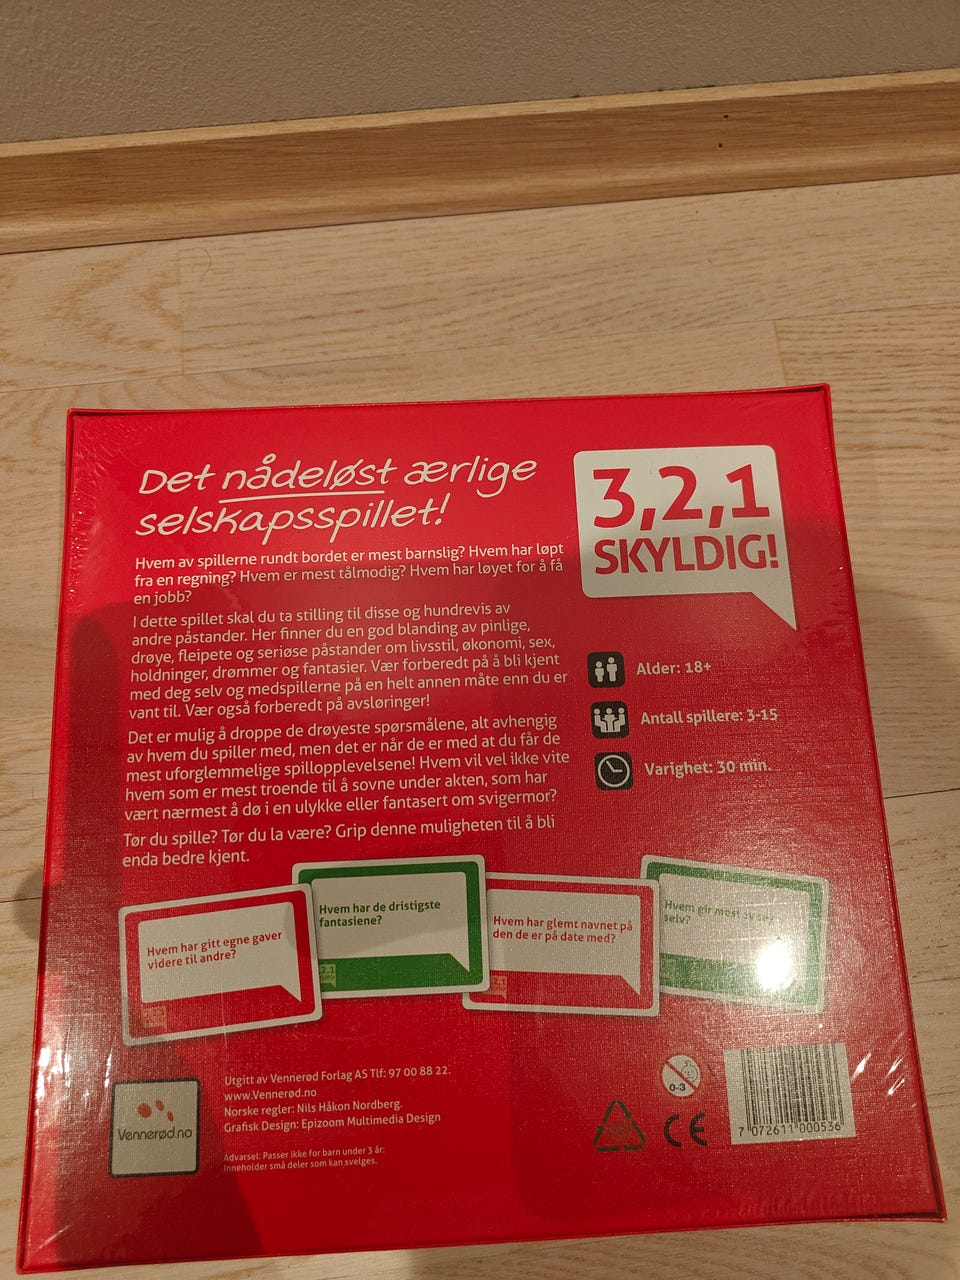 Det nådeløst ærlige
selskapsspillet!
3,2,1
SKYLDIG!
Hvem av spillerne rundt bordet er mest barnslig? Hvem har løpt
fra en regning? Hvem er mest tålmodig? Hvem har løyet for å få
en jobb?
I dette spillet skal du ta stilling til disse og hundrevis av
andre påstander. Her finner du en god blanding av pinlige,
drøye, fleipete og seriøse påstander om livsstil, økonomi, sex,
holdninger, drømmer og fantasier. Vær forberedt på å bli kjent
med deg selv og medspillerne på en helt annen måte enn du er
vant til. Vær også forberedt på avsløringer!
Det er mulig å droppe de drøyeste spørsmålene, alt avhengig
av hvem du spiller med, men det er når de er med at du får de
mest uforglemmelige spillopplevelsene! Hvem vil vel ikke vite
hvem som er mest troende til å sovne under akten, som har
vært nærmest å dø i en ulykke eller fantasert om svigermor?
Tør du spille? Tør du la være? Grip denne muligheten til å bli
enda bedre kjent.
Alder: 18+
Antall spillere: 3-15
Varighet: 30 min.
Hvem har gitt egne gaver
videre til andre?
Hvem har de dristigste
fantasiene?
Hvem har glemt navnet på
den de er på date med?
Hvem gir mest av seg
selv?
Vennerød.no
Utgitt av Vennerød Forlag AS Tlf: 97 00 88 22.
www.Vennerød.no
Norske regler: Nils Håkon Nordberg.
Grafisk Design: Epizoom Multimedia Design
Advarsel: Passer ikke for barn under 3 år:
Inneholder små deler som kan svelges.
0-3
CE
7 072611 000536